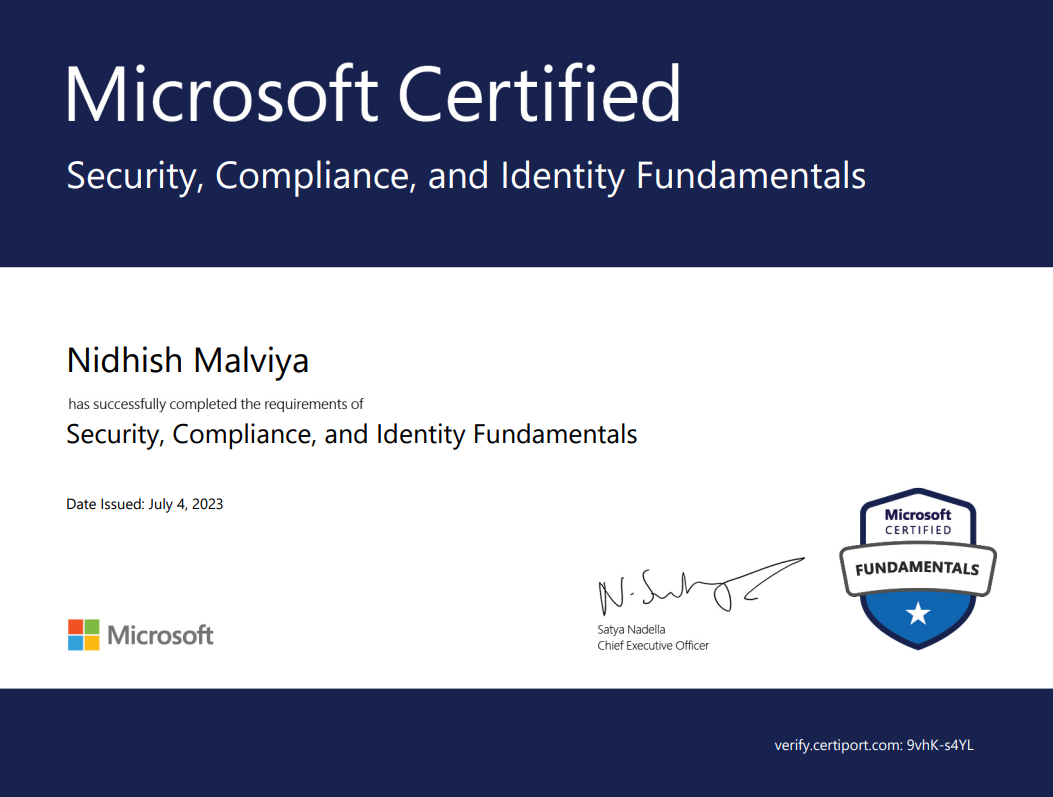 Microsoft Certified
Security, Compliance, and Identity Fundamentals
Nidhish Malviya
has successfully completed the requirements of
Security, Compliance, and Identity Fundamentals
Date Issued: July 4, 2023
Microsoft
CERTIFIED
FUNDAMENTALS
Satya Nadella
Chief Executive Officer
Microsoft
verify.certiport.com: 9vhK-s4YL